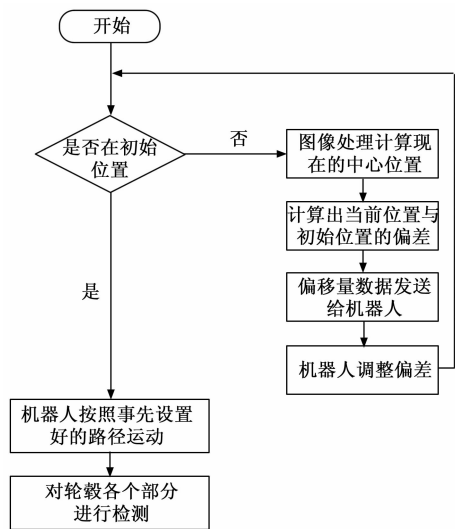 开始
是否在初始
位置
否
图像处理计算现
在的中心位置
计算出当前位置与
初始位置的偏差
偏移量数据发送
给机器人
机器人调整偏差
是
机器人按照事先设置
好的路径运动
对轮毂各个部分
进行检测